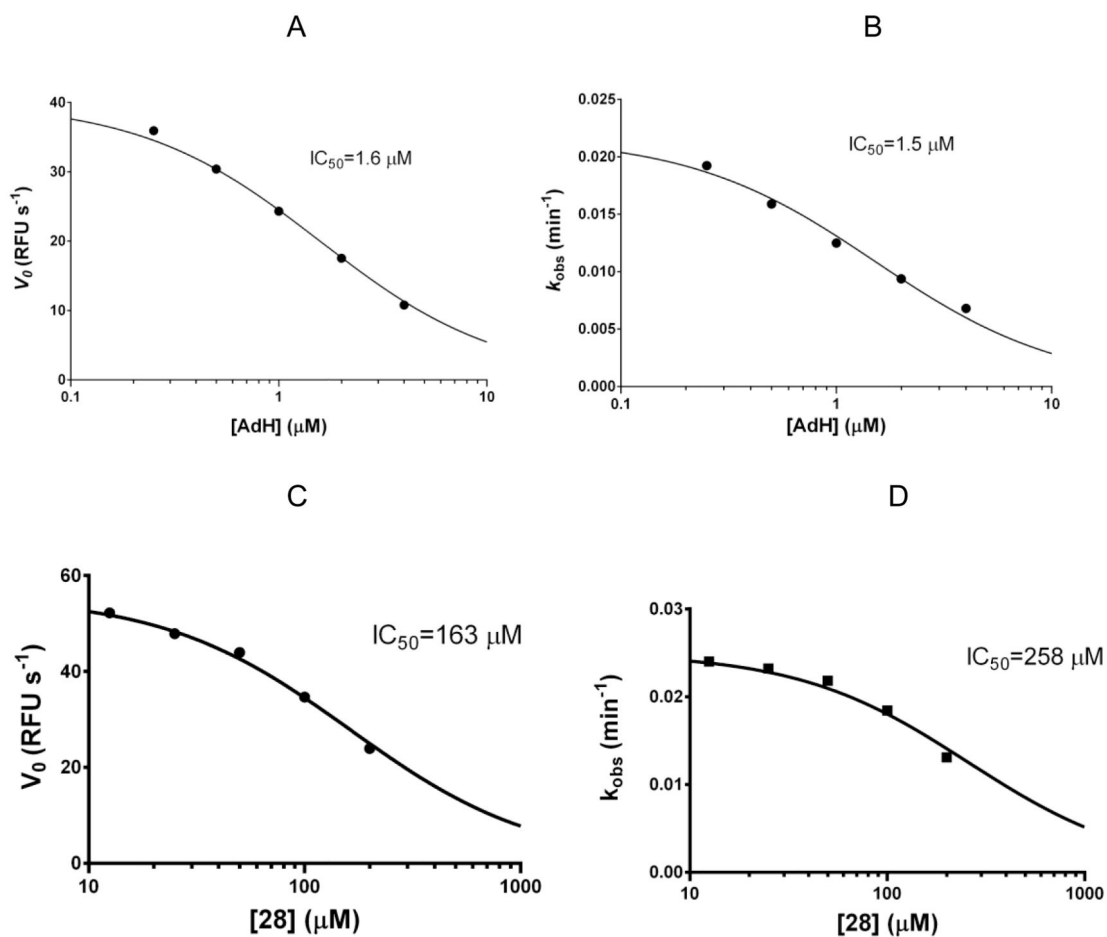 A
B
40
30
20
10
0
V0 (RFU s-1)
IC50=1.6 μM
0.1
1
10
[AdH] (μM)
0.025
0.020
0.015
0.010
0.005
0.000
kobs (min-1)
IC50=1.5 μM
0.1
1
10
[AdH] (μM)
C
D
60
40
20
0
V0 (RFU s-1)
IC50=163 μM
10
100
1000
[28] (μM)
0.03
0.02
0.01
0.00
kobs (min-1)
IC50=258 μM
10
100
1000
[28] (μM)